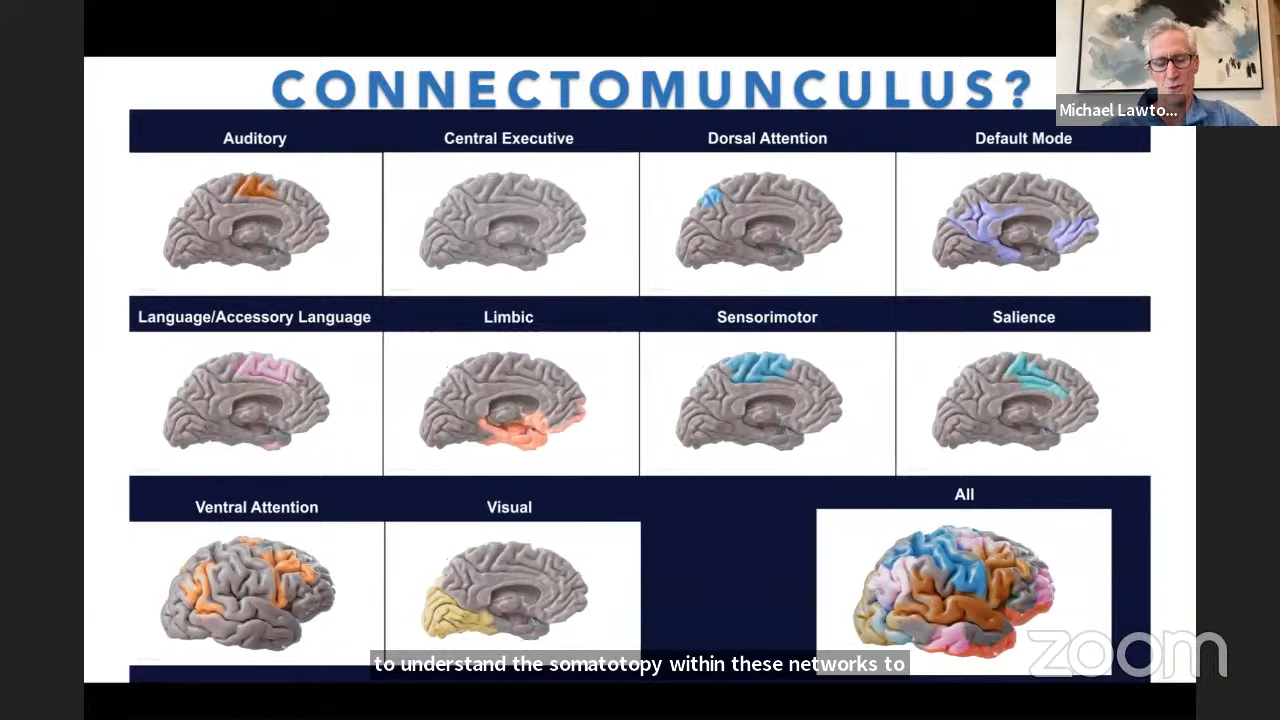 CONNECTOMUNCULUS?
Michael Lawto...
Auditory
Central Executive
Dorsal Attention
Default Mode
Language/Accessory Language
Limbic
Sensorimotor
Salience
Ventral Attention
Visual
All
to understand the somatotopy within these networks to
zoom